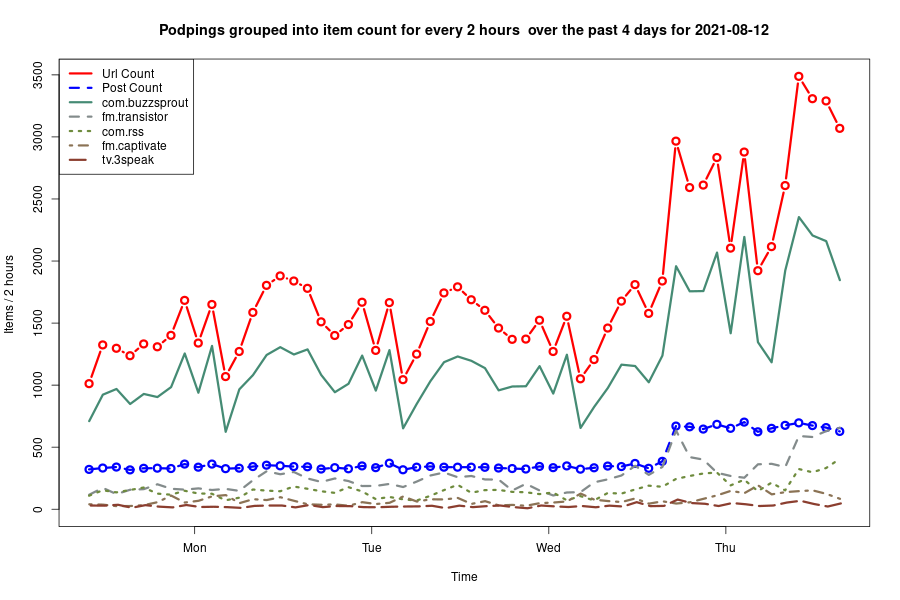 Podpings grouped into item count for every 2 hours  over the past 4 days for 2021-08-12
Url Count
Post Count
com.buzzsprout
fm.transistor
com.rss
fm.captivate
tv.3speak
Items / 2 hours
3500
3000
2500
2000
1500
1000
500
0
Mon Tue Wed Thu
Time